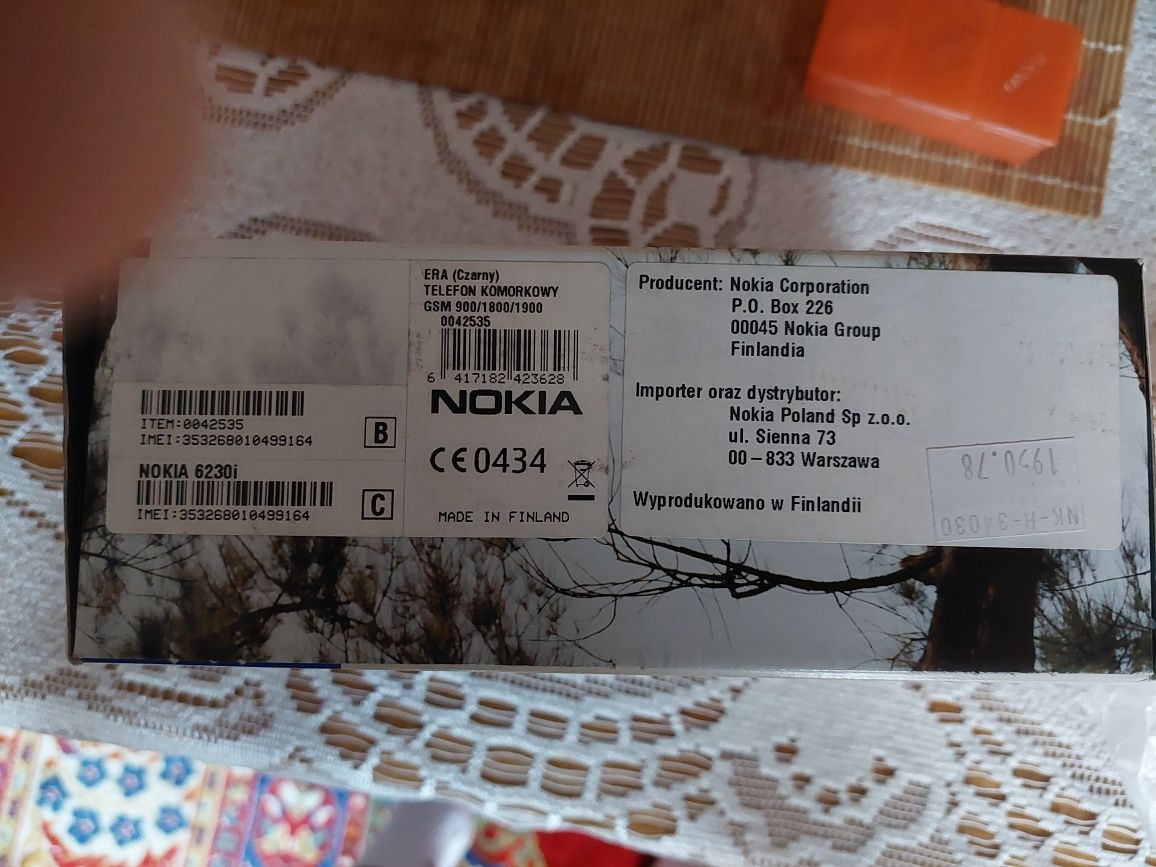 ITEM:0042535
IMEI:353268010499164
B
NOKIA 6230i
IMEI:353268010499164
C
ERA (Czarny)
TELEFON KOMORKOWY
GSM 900/1800/1900
0042535
6 417182 423628
NOKIA
CE0434
MADE IN FINLAND
Producent: Nokia Corporation
P.O. Box 226
00045 Nokia Group
Finlandia
Importer oraz dystrybutor:
Nokia Poland Sp z.o.o.
ul. Sienna 73
00-833 Warszawa
Wyprodukowano w Finlandii
NK-H-34030
1950.78